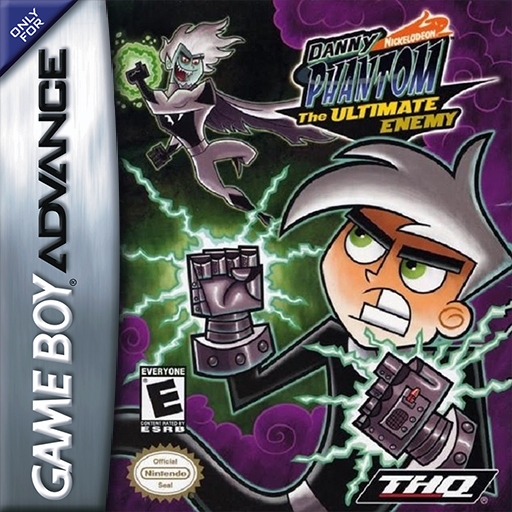 ONLY
FOR
GAME BOY ADVANCE
NICKELODEON
DANNY
PHANTOM
The ULTIMATE
ENEMY
EVERYONE
E
CONTENT RATED BY
ESRB
Official
Nintendo
Seal
THQ